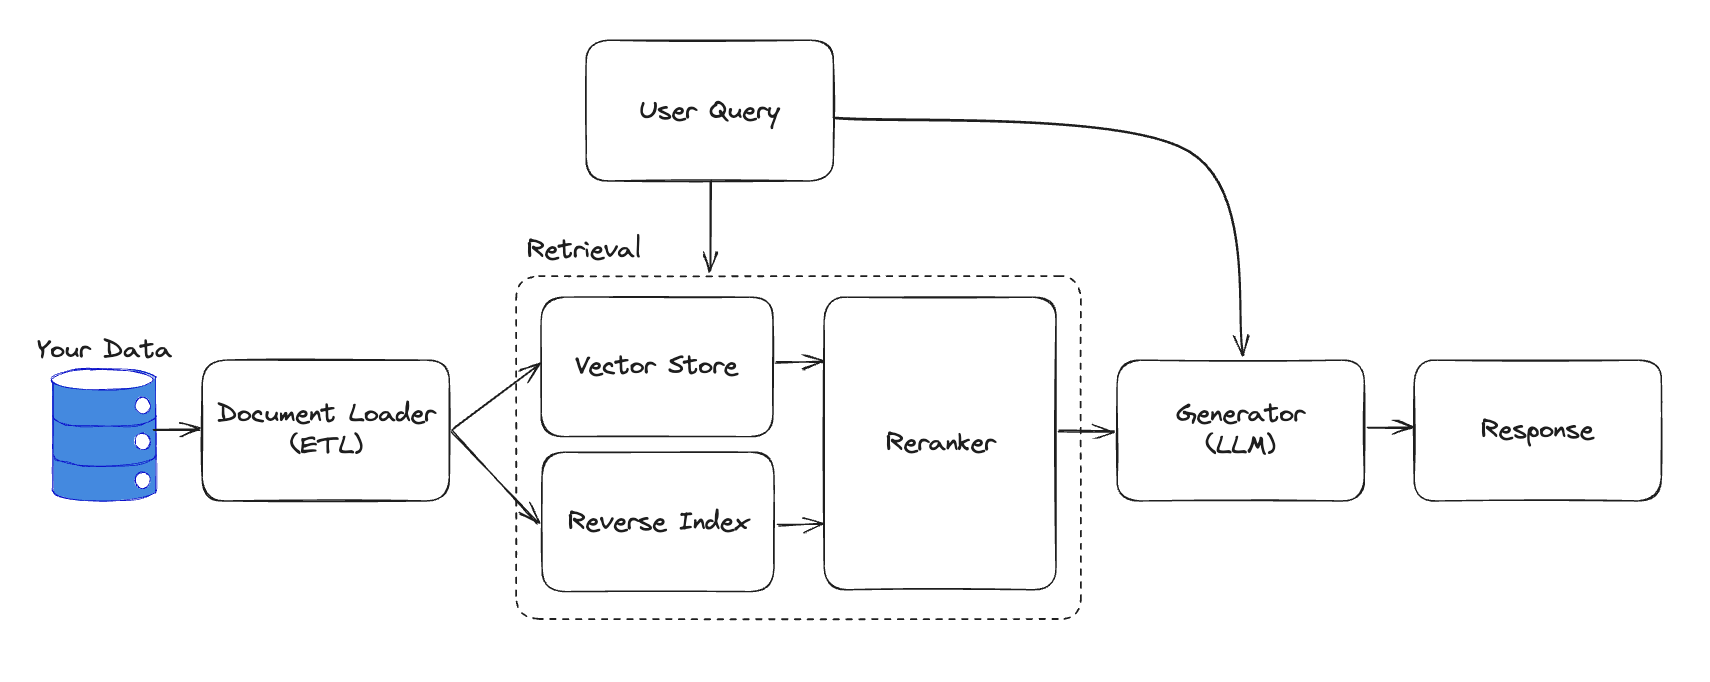 User Query
Retrieval
Your Data
Document Loader
(ETL)
Vector Store
Reverse Index
Reranker
Generator
(LLM)
Response